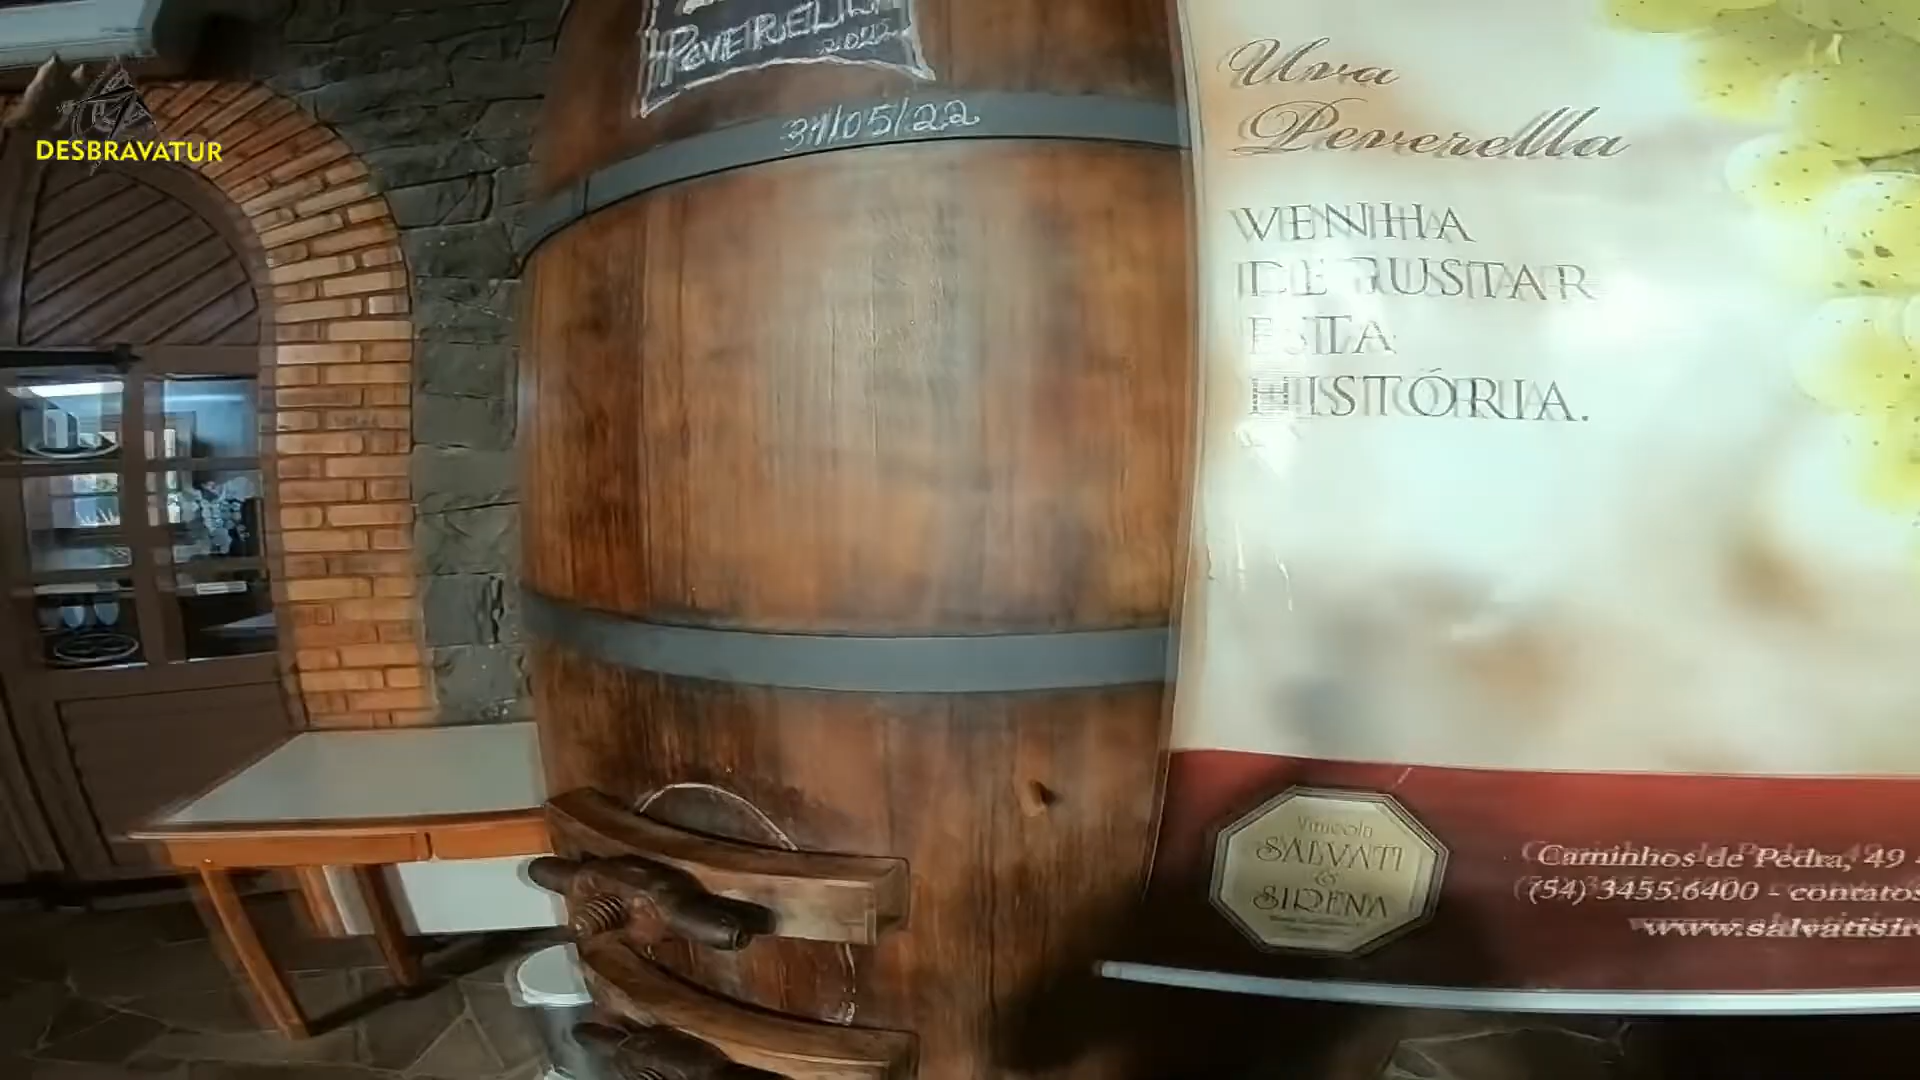 DESBRAVATUR
PEVERELLA
2022
31/05/22
Uva
Peverella
VENHA
DEGUSTAR
ESTA
HISTÓRIA.
Vinícola
SALVATI
&
SIRENA
Caminhos de Pedra, 49
(54) 3455.6400 - contatos
www.salvatisir